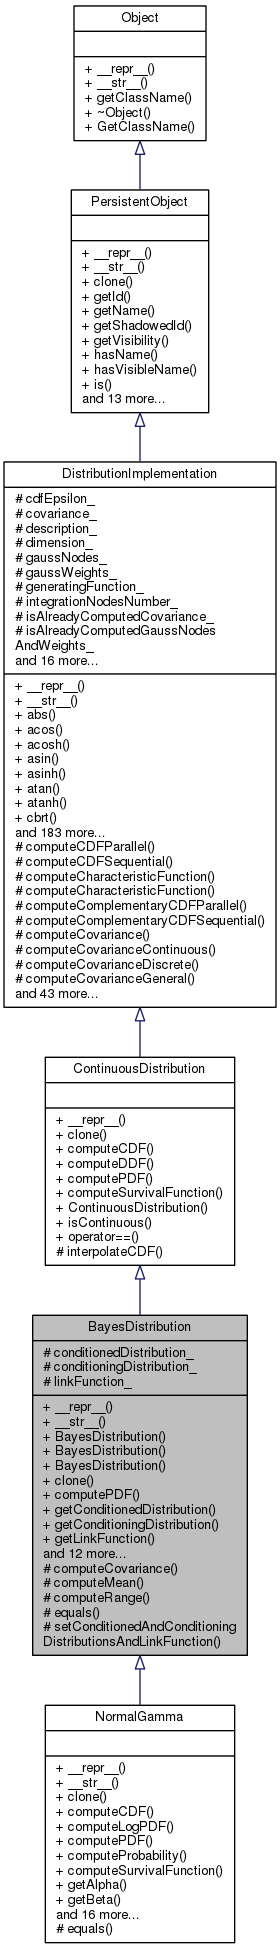 Object
+ __repr__()
+ __str__()
+ getClassName()
+ ~Object()
+ GetClassName()
PersistentObject
+ __repr__()
+ __str__()
+ clone()
+ getId()
+ getName()
+ getShadowedId()
+ getVisibility()
+ hasName()
+ hasVisibleName()
+ is()
and 13 more...
DistributionImplementation
# cdfEpsilon_
# covariance_
# description_
# dimension_
# gaussNodes_
# gaussWeights_
# generatingFunction_
# integrationNodesNumber_
# isAlreadyComputedCovariance_
# isAlreadyComputedGaussNodes
AndWeights_
and 16 more...
+ __repr__()
+ __str__()
+ abs()
+ acos()
+ acosh()
+ asin()
+ asinh()
+ atan()
+ atanh()
+ cbrt()
and 183 more...
# computeCDFParallel()
# computeCDFSequential()
# computeCharacteristicFunction()
# computeCharacteristicFunction()
# computeComplementaryCDFParallel()
# computeComplementaryCDFSequential()
# computeCovariance()
# computeCovarianceContinuous()
# computeCovarianceDiscrete()
# computeCovarianceGeneral()
and 43 more...
ContinuousDistribution
+ __repr__()
+ clone()
+ computeCDF()
+ computeDDF()
+ computePDF()
+ computeSurvivalFunction()
+ ContinuousDistribution()
+ isContinuous()
+ operator==()
# interpolateCDF()
BayesDistribution
# conditionedDistribution_
# conditioningDistribution_
# linkFunction_
+ __repr__()
+ __str__()
+ BayesDistribution()
+ BayesDistribution()
+ BayesDistribution()
+ clone()
+ computePDF()
+ getConditionedDistribution()
+ getConditioningDistribution()
+ getLinkFunction()
and 12 more...
# computeCovariance()
# computeMean()
# computeRange()
# equals()
# setConditionedAndConditioning
DistributionsAndLinkFunction()
NormalGamma
+ __repr__()
+ __str__()
+ clone()
+ computeCDF()
+ computeLogPDF()
+ computePDF()
+ computeProbability()
+ computeSurvivalFunction()
+ getAlpha()
+ getBeta()
and 16 more...
# equals()